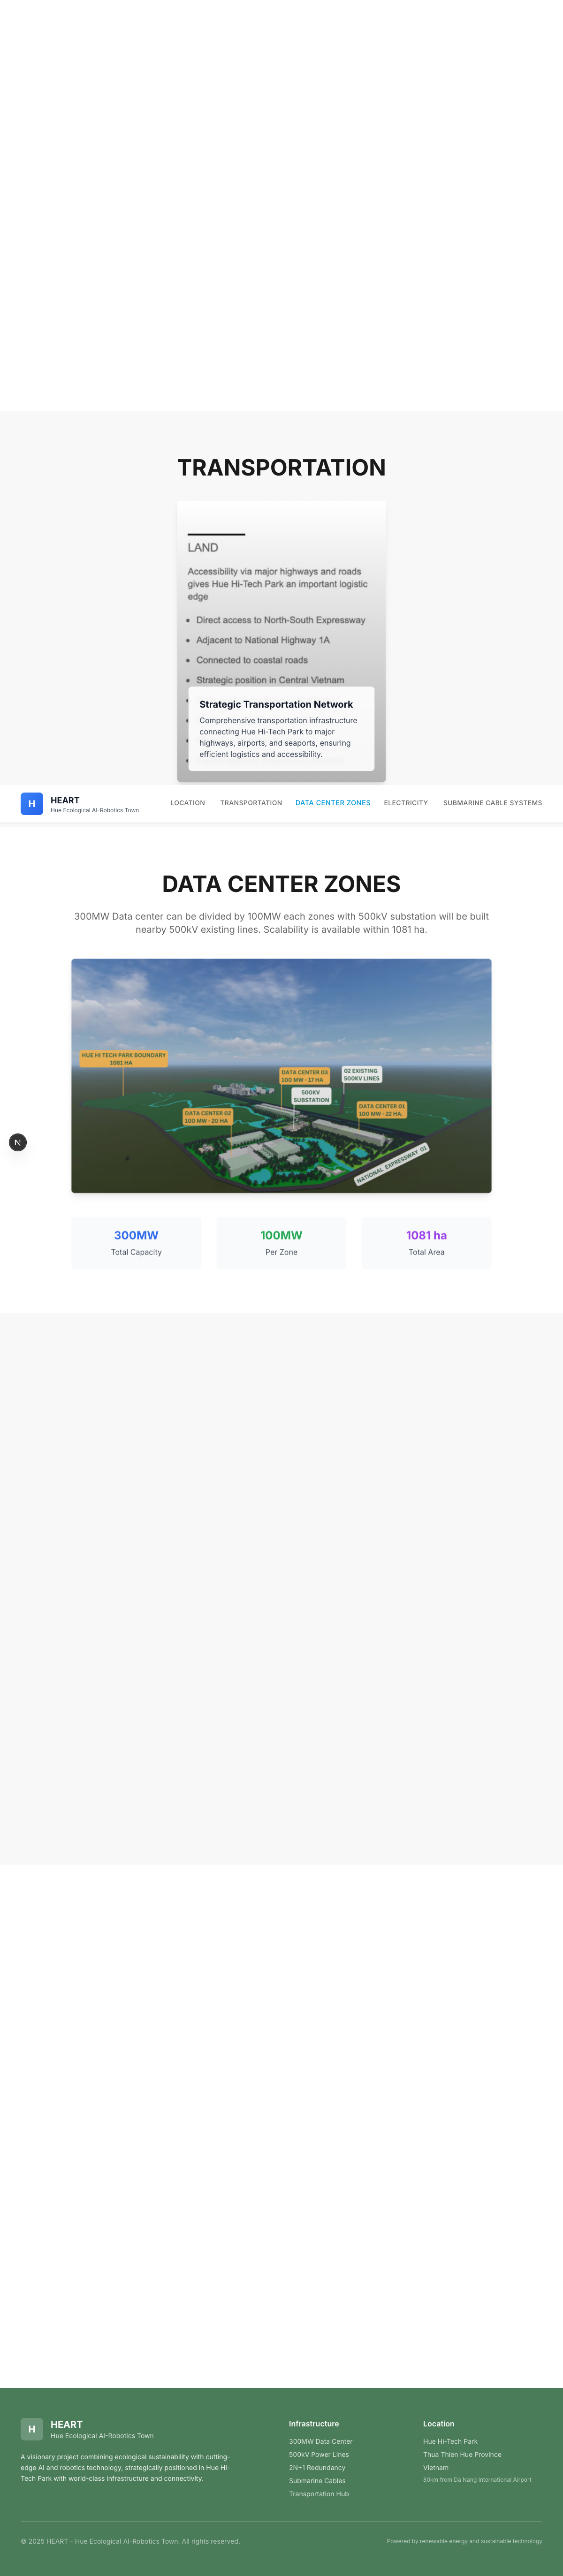 TRANSPORTATION
LAND
Accessibility via major highways and roads
gives Hue Hi-Tech Park an important logistic
edge
• Direct access to North-South Expressway
• Adjacent to National Highway 1A
• Connected to coastal roads
• Strategic position in Central Vietnam
Strategic Transportation Network
Comprehensive transportation infrastructure
connecting Hue Hi-Tech Park to major
highways, airports, and seaports, ensuring
efficient logistics and accessibility.
H
HEART
Hue Ecological AI-Robotics Town
LOCATION
TRANSPORTATION
DATA CENTER ZONES
ELECTRICITY
SUBMARINE CABLE SYSTEMS
DATA CENTER ZONES
300MW Data center can be divided by 100MW each zones with 500kV substation will be built
nearby 500kV existing lines. Scalability is available within 1081 ha.
HUE HI TECH PARK BOUNDARY
1081 HA
DATA CENTER 03
100 MW - 17 HA
02 EXISTING
500KV LINES
500KV
SUBSTATION
DATA CENTER 02
100 MW - 20 HA
DATA CENTER 01
100 MW - 22 HA.
NATIONAL EXPRESSWAY 01
N
300MW
Total Capacity
100MW
Per Zone
1081 ha
Total Area
H
HEART
Hue Ecological AI-Robotics Town
A visionary project combining ecological sustainability with cutting-
edge AI and robotics technology, strategically positioned in Hue Hi-
Tech Park with world-class infrastructure and connectivity.
Infrastructure
300MW Data Center
500kV Power Lines
2N+1 Redundancy
Submarine Cables
Transportation Hub
Location
Hue Hi-Tech Park
Thua Thien Hue Province
Vietnam
80km from Da Nang International Airport
© 2025 HEART - Hue Ecological AI-Robotics Town. All rights reserved.
Powered by renewable energy and sustainable technology